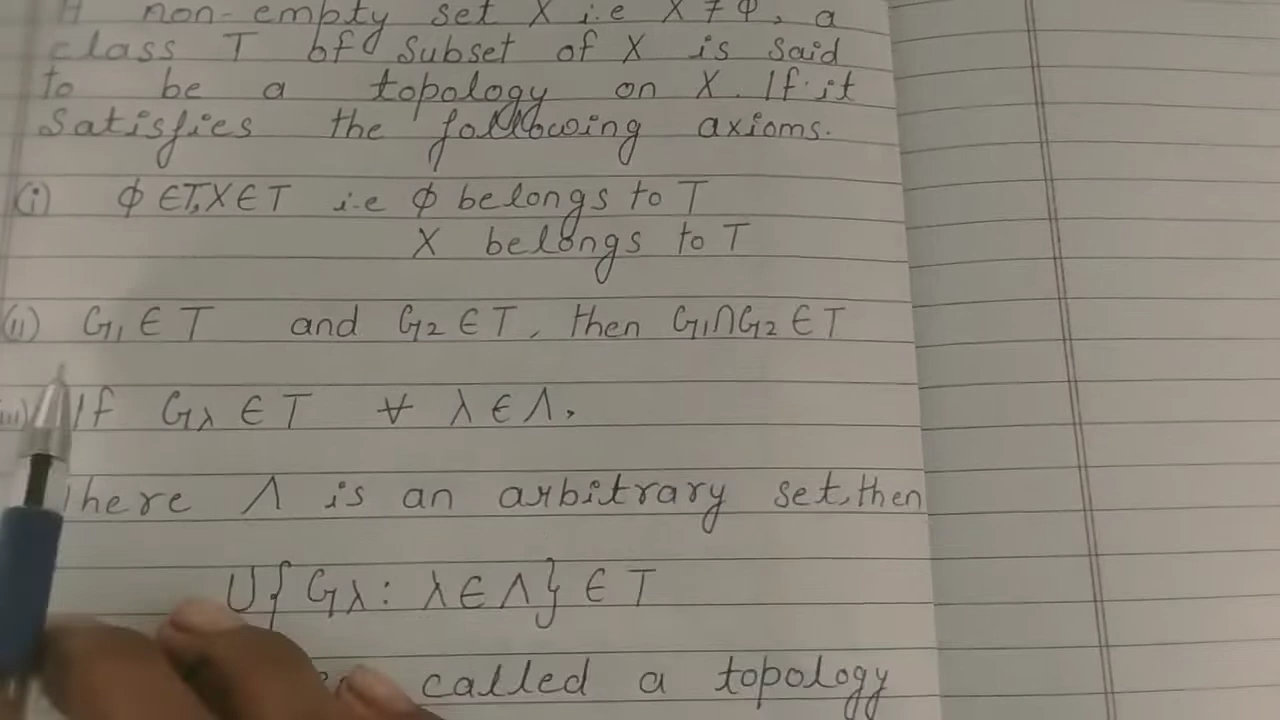 A non-empty set X i.e X ≠ ϕ, a
class T of subset of X is said
to be a topology on X. If it
satisfies the following axioms.
(i) ϕ ∈ T, X ∈ T i.e ϕ belongs to T
X belongs to T
(ii) G₁ ∈ T and G₂ ∈ T, then G₁∩G₂ ∈ T
(iii) If Gλ ∈ T ∀ λ ∈ Λ,
here Λ is an arbitrary set, then
U{Gλ : λ ∈ Λ} ∈ T
called a topology